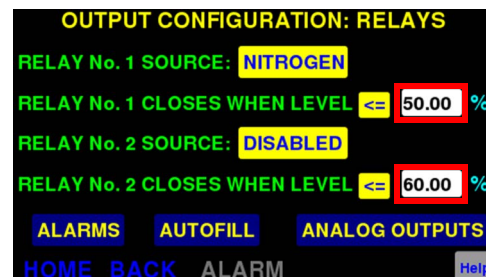 OUTPUT CONFIGURATION: RELAYS
RELAY No. 1 SOURCE: NITROGEN
RELAY No. 1 CLOSES WHEN LEVEL <= 50.00 %
RELAY No. 2 SOURCE: DISABLED
RELAY No. 2 CLOSES WHEN LEVEL <= 60.00 %
ALARMS AUTOFILL ANALOG OUTPUTS
HOME BACK ALARM Help